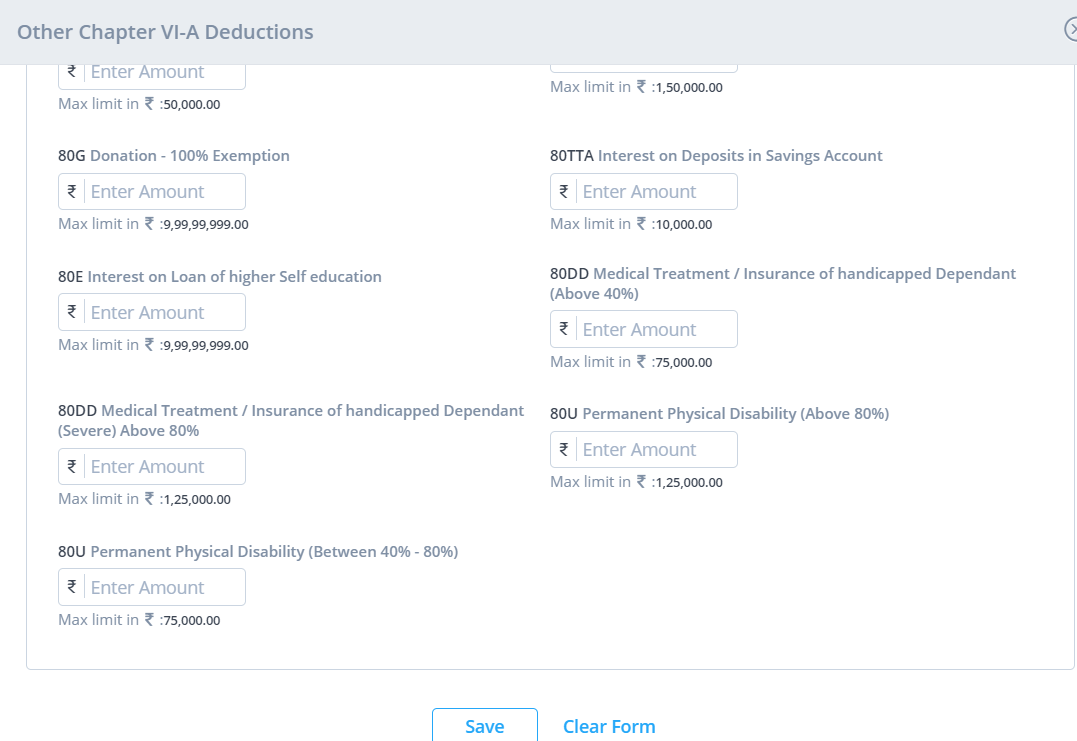 Other Chapter VI-A Deductions
₹ Enter Amount
Max limit in ₹ :50,000.00
Max limit in ₹ :1,50,000.00
80G Donation - 100% Exemption
₹ Enter Amount
Max limit in ₹ :9,99,99,999.00
80TTA Interest on Deposits in Savings Account
₹ Enter Amount
Max limit in ₹ :10,000.00
80E Interest on Loan of higher Self education
₹ Enter Amount
Max limit in ₹ :9,99,99,999.00
80DD Medical Treatment / Insurance of handicapped Dependant
(Above 40%)
₹ Enter Amount
Max limit in ₹ :75,000.00
80DD Medical Treatment / Insurance of handicapped Dependant
(Severe) Above 80%
₹ Enter Amount
Max limit in ₹ :1,25,000.00
80U Permanent Physical Disability (Above 80%)
₹ Enter Amount
Max limit in ₹ :1,25,000.00
80U Permanent Physical Disability (Between 40% - 80%)
₹ Enter Amount
Max limit in ₹ :75,000.00
Save
Clear Form